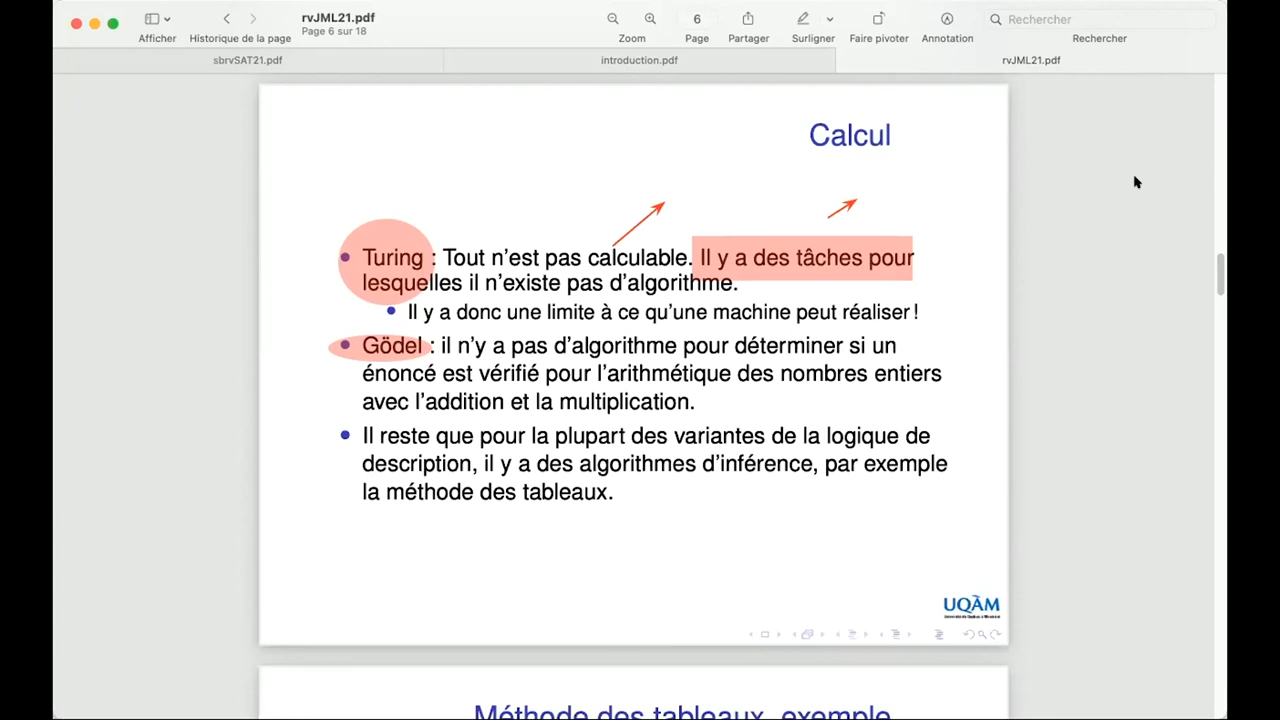 rvJML21.pdf
Page 6 sur 18
6
Rechercher
Afficher
Historique de la page
Zoom
Page
Partager
Surligner
Faire pivoter
Annotation
Rechercher
sbrvSAT21.pdf
introduction.pdf
rvJML21.pdf
Calcul
Turing : Tout n'est pas calculable. Il y a des tâches pour
lesquelles il n'existe pas d'algorithme.
Il y a donc une limite à ce qu'une machine peut réaliser !
Gödel : il n'y a pas d'algorithme pour déterminer si un
énoncé est vérifié pour l'arithmétique des nombres entiers
avec l'addition et la multiplication.
Il reste que pour la plupart des variantes de la logique de
description, il y a des algorithmes d'inférence, par exemple
la méthode des tableaux.
UQÀM
Méthode des tableaux, exemple